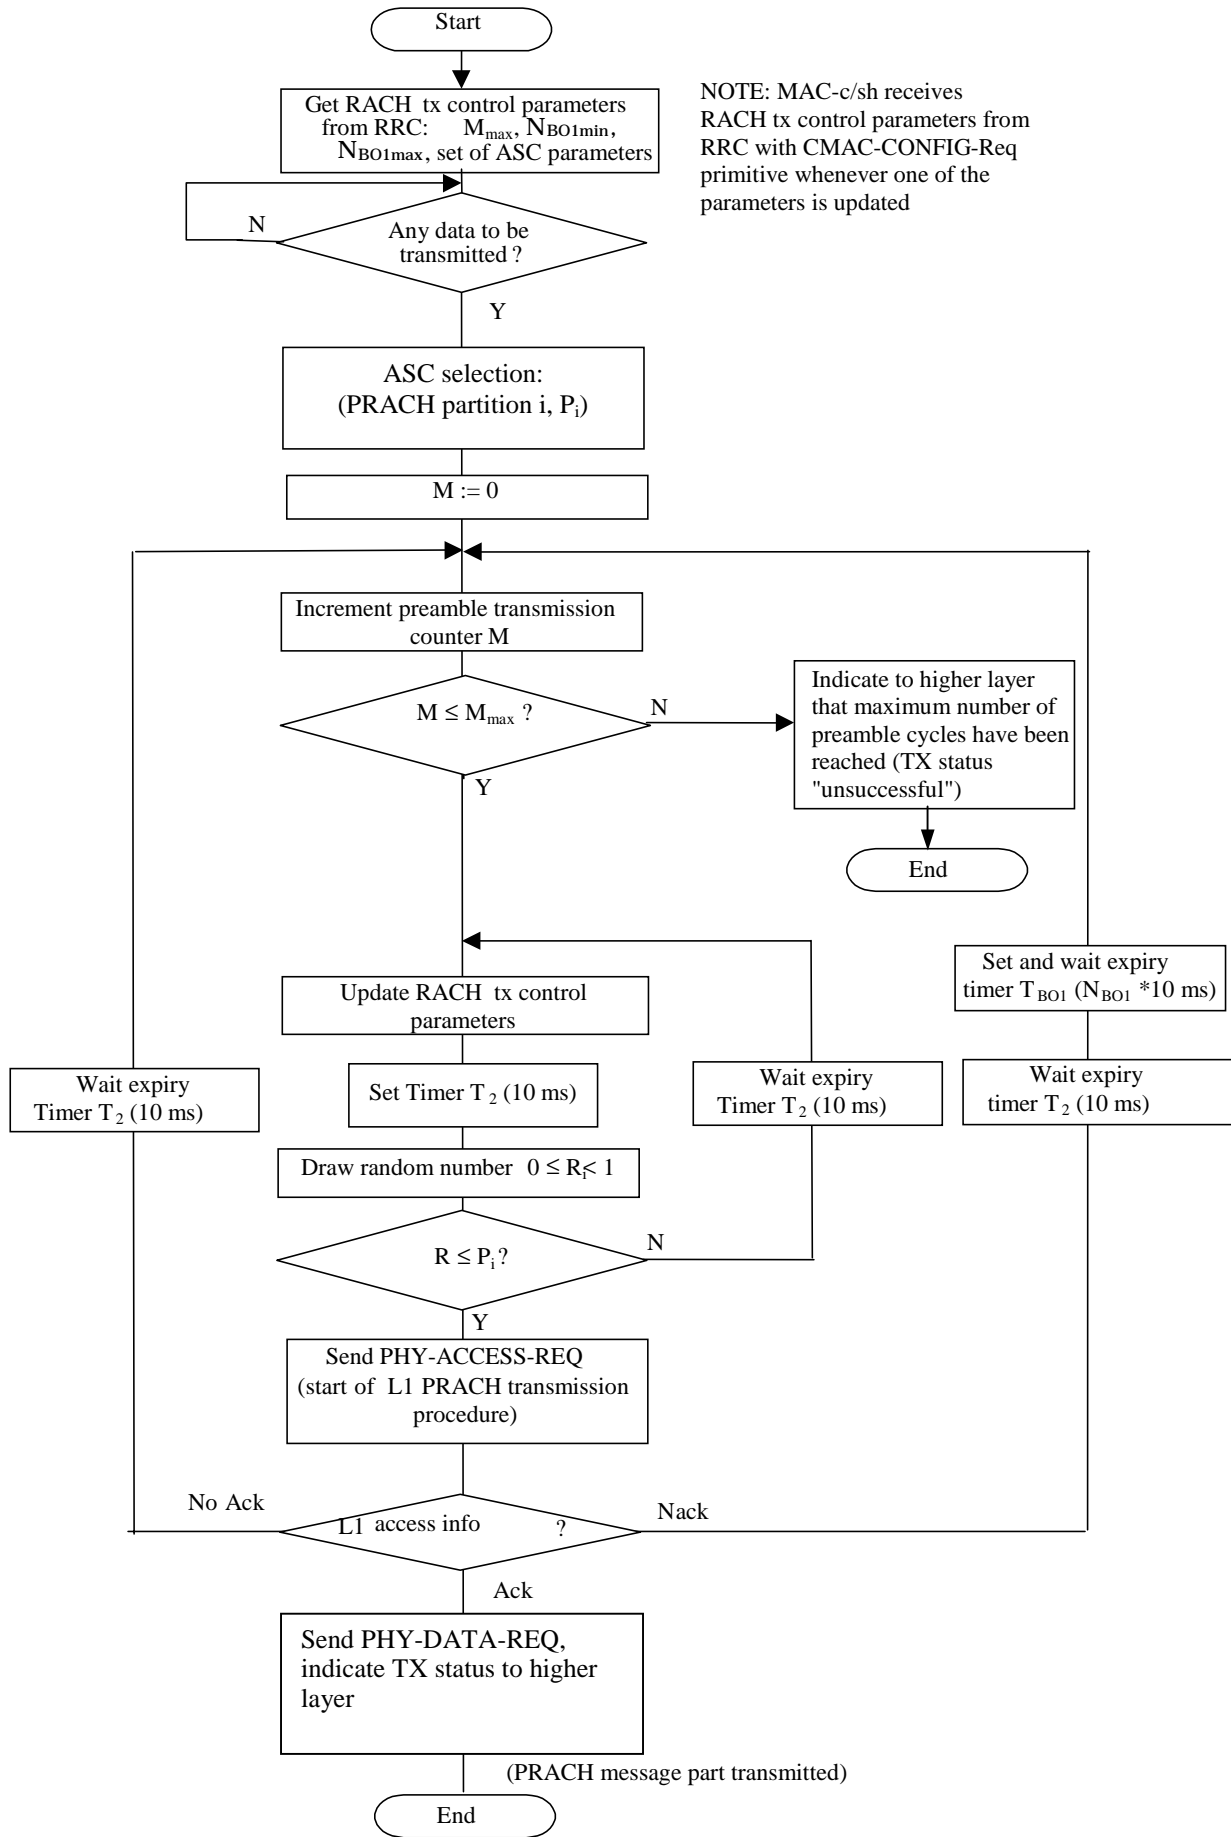 Start
Get RACH tx control parameters
from RRC: Mmax, NBO1min,
NBO1max, set of ASC parameters
NOTE: MAC-c/sh receives
RACH tx control parameters from
RRC with CMAC-CONFIG-Req
primitive whenever one of the
parameters is updated
N
Any data to be
transmitted ?
Y
ASC selection:
(PRACH partition i, Pi)
M := 0
Increment preamble transmission
counter M
M ≤ Mmax ?
N
Indicate to higher layer
that maximum number of
preamble cycles have been
reached (TX status
"unsuccessful")
Y
End
Update RACH tx control
parameters
Set and wait expiry
timer TBO1 (NBO1 *10 ms)
Wait expiry
Timer T2 (10 ms)
Set Timer T2 (10 ms)
Wait expiry
Timer T2 (10 ms)
Wait expiry
timer T2 (10 ms)
Draw random number 0 ≤ Ri< 1
R ≤ Pi?
N
Y
Send PHY-ACCESS-REQ
(start of L1 PRACH transmission
procedure)
No Ack
L1 access info ?
Nack
Ack
Send PHY-DATA-REQ,
indicate TX status to higher
layer
(PRACH message part transmitted)
End